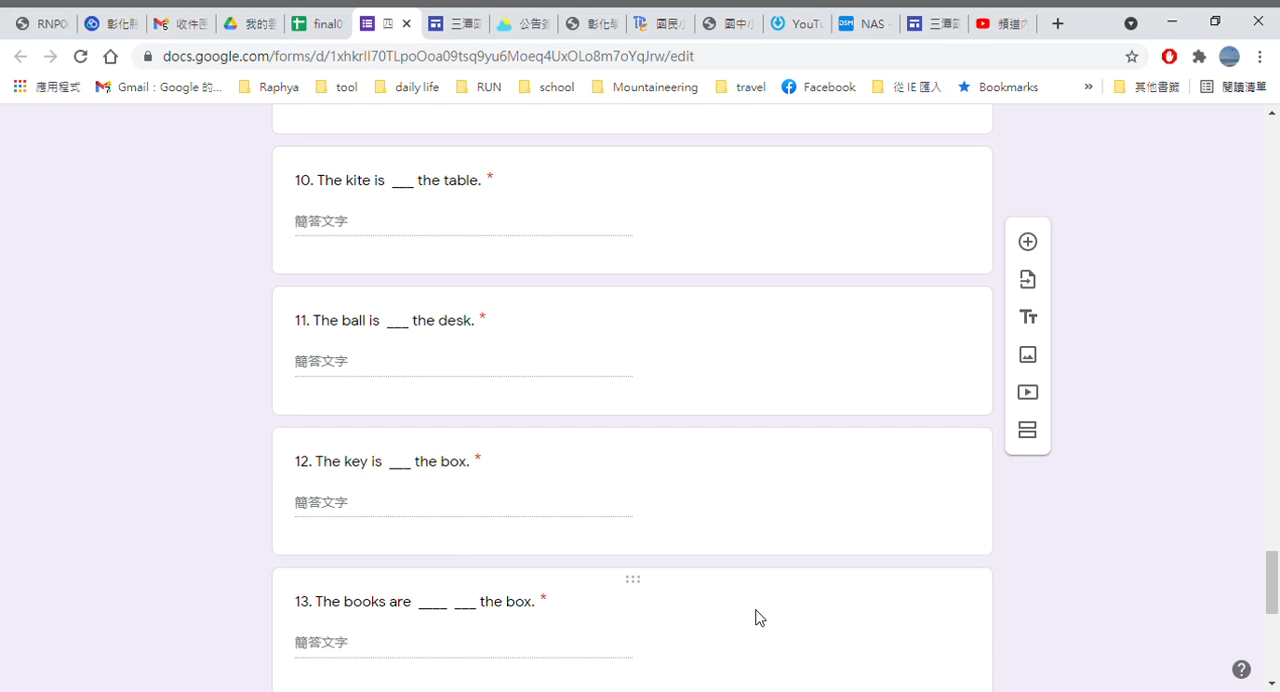 RNP0
彰化縣
收件匣
我的雲
final0
四
三潭國
公告系
彰化縣
國民小
國中小
YouTu
NAS -
三潭國
頻道內
docs.google.com/forms/d/1xhkrII70TLpoOoa09tsq9yu6Moeq4UxOLo8m7oYqJrw/edit
應用程式
Gmail：Google 的...
Raphya
tool
daily life
RUN
school
Mountaineering
travel
Facebook
從 IE 匯入
Bookmarks
»
其他書籤
閱讀清單
10. The kite is ___ the table. *
簡答文字
11. The ball is ___ the desk. *
簡答文字
12. The key is ___ the box. *
簡答文字
13. The books are ____ ___ the box. *
簡答文字